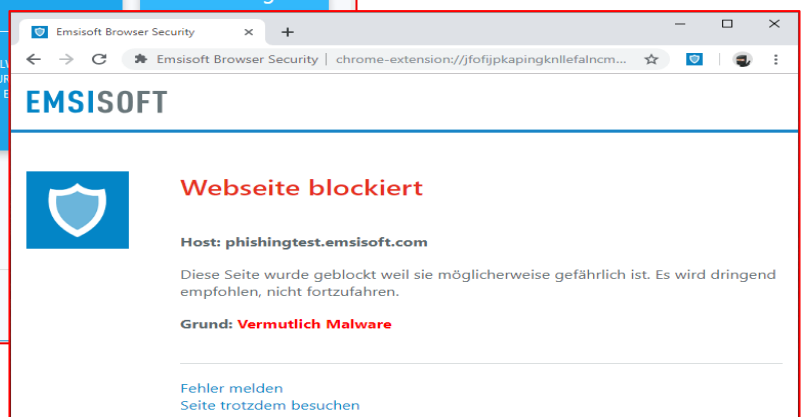 Emsisoft Browser Security
Emsisoft Browser Security | chrome-extension://jfofijpkapingknllefalncm...
EMSISOFT
Webseite blockiert
Host: phishingtest.emsisoft.com
Diese Seite wurde geblockt weil sie möglicherweise gefährlich ist. Es wird dringend
empfohlen, nicht fortzufahren.
Grund: Vermutlich Malware
Fehler melden
Seite trotzdem besuchen